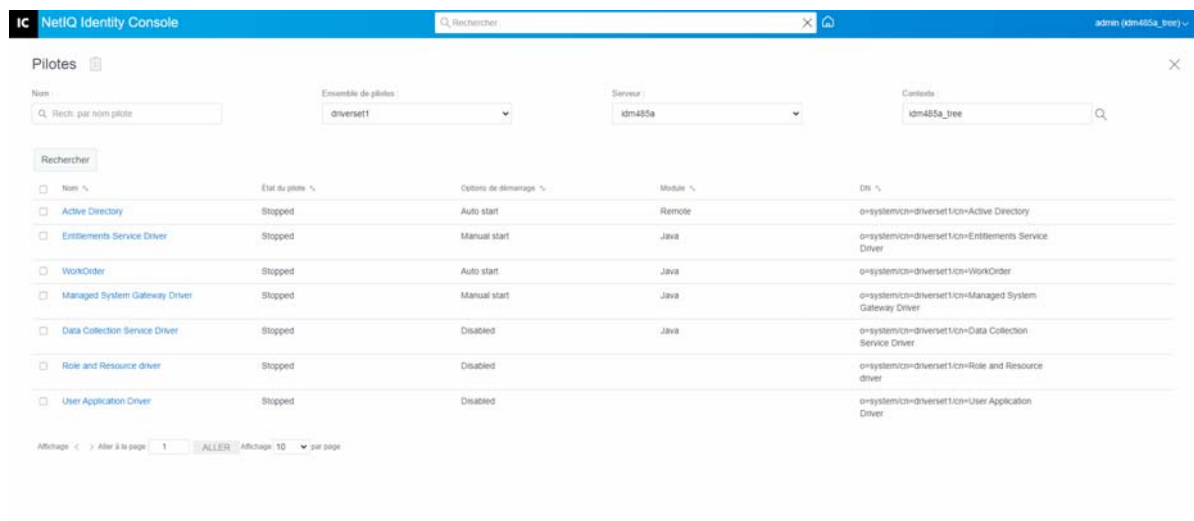 IC NetIQ Identity Console Rechercher admin (idm485a_tree)
Pilotes
Nom : Ensemble de pilotes : Serveur : Contexte :
Rech. par nom pilote driverset1 idm485a idm485a_tree
Rechercher
Nom État du pilote Options de démarrage Module DN
Active Directory Stopped Auto start Remote o=system/cn=driverset1/cn=Active Directory
Entitlements Service Driver Stopped Manual start Java o=system/cn=driverset1/cn=Entitlements Service
Driver
WorkOrder Stopped Auto start Java o=system/cn=driverset1/cn=WorkOrder
Managed System Gateway Driver Stopped Manual start Java o=system/cn=driverset1/cn=Managed System
Gateway Driver
Data Collection Service Driver Stopped Disabled Java o=system/cn=driverset1/cn=Data Collection
Service Driver
Role and Resource driver Stopped Disabled o=system/cn=driverset1/cn=Role and Resource
driver
User Application Driver Stopped Disabled o=system/cn=driverset1/cn=User Application
Driver
Affichage < > Aller à la page 1 ALLER Affichage 10 par page